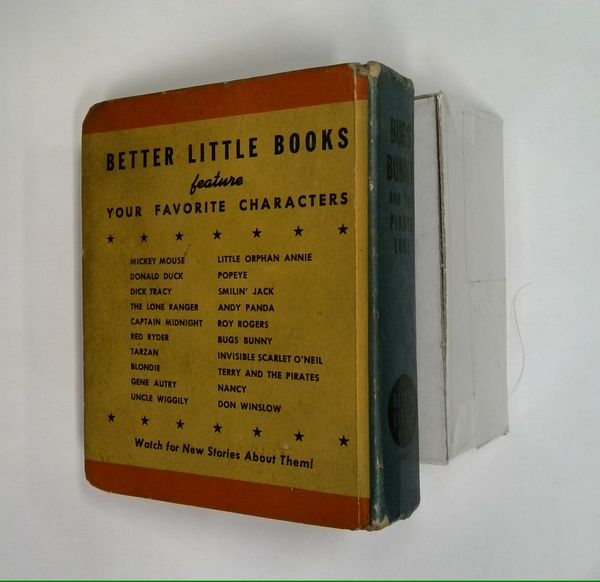 BETTER LITTLE BOOKS
feature
YOUR FAVORITE CHARACTERS
MICKEY MOUSE
DONALD DUCK
DICK TRACY
THE LONE RANGER
CAPTAIN MIDNIGHT
RED RYDER
TARZAN
BLONDIE
GENE AUTRY
UNCLE WIGGILY
LITTLE ORPHAN ANNIE
POPEYE
SMILIN' JACK
ANDY PANDA
ROY ROGERS
BUGS BUNNY
INVISIBLE SCARLET O'NEIL
TERRY AND THE PIRATES
NANCY
DON WINSLOW
Watch for New Stories About Them!
BUGS
BUNNY
AND THE
PIRATE
LOOT